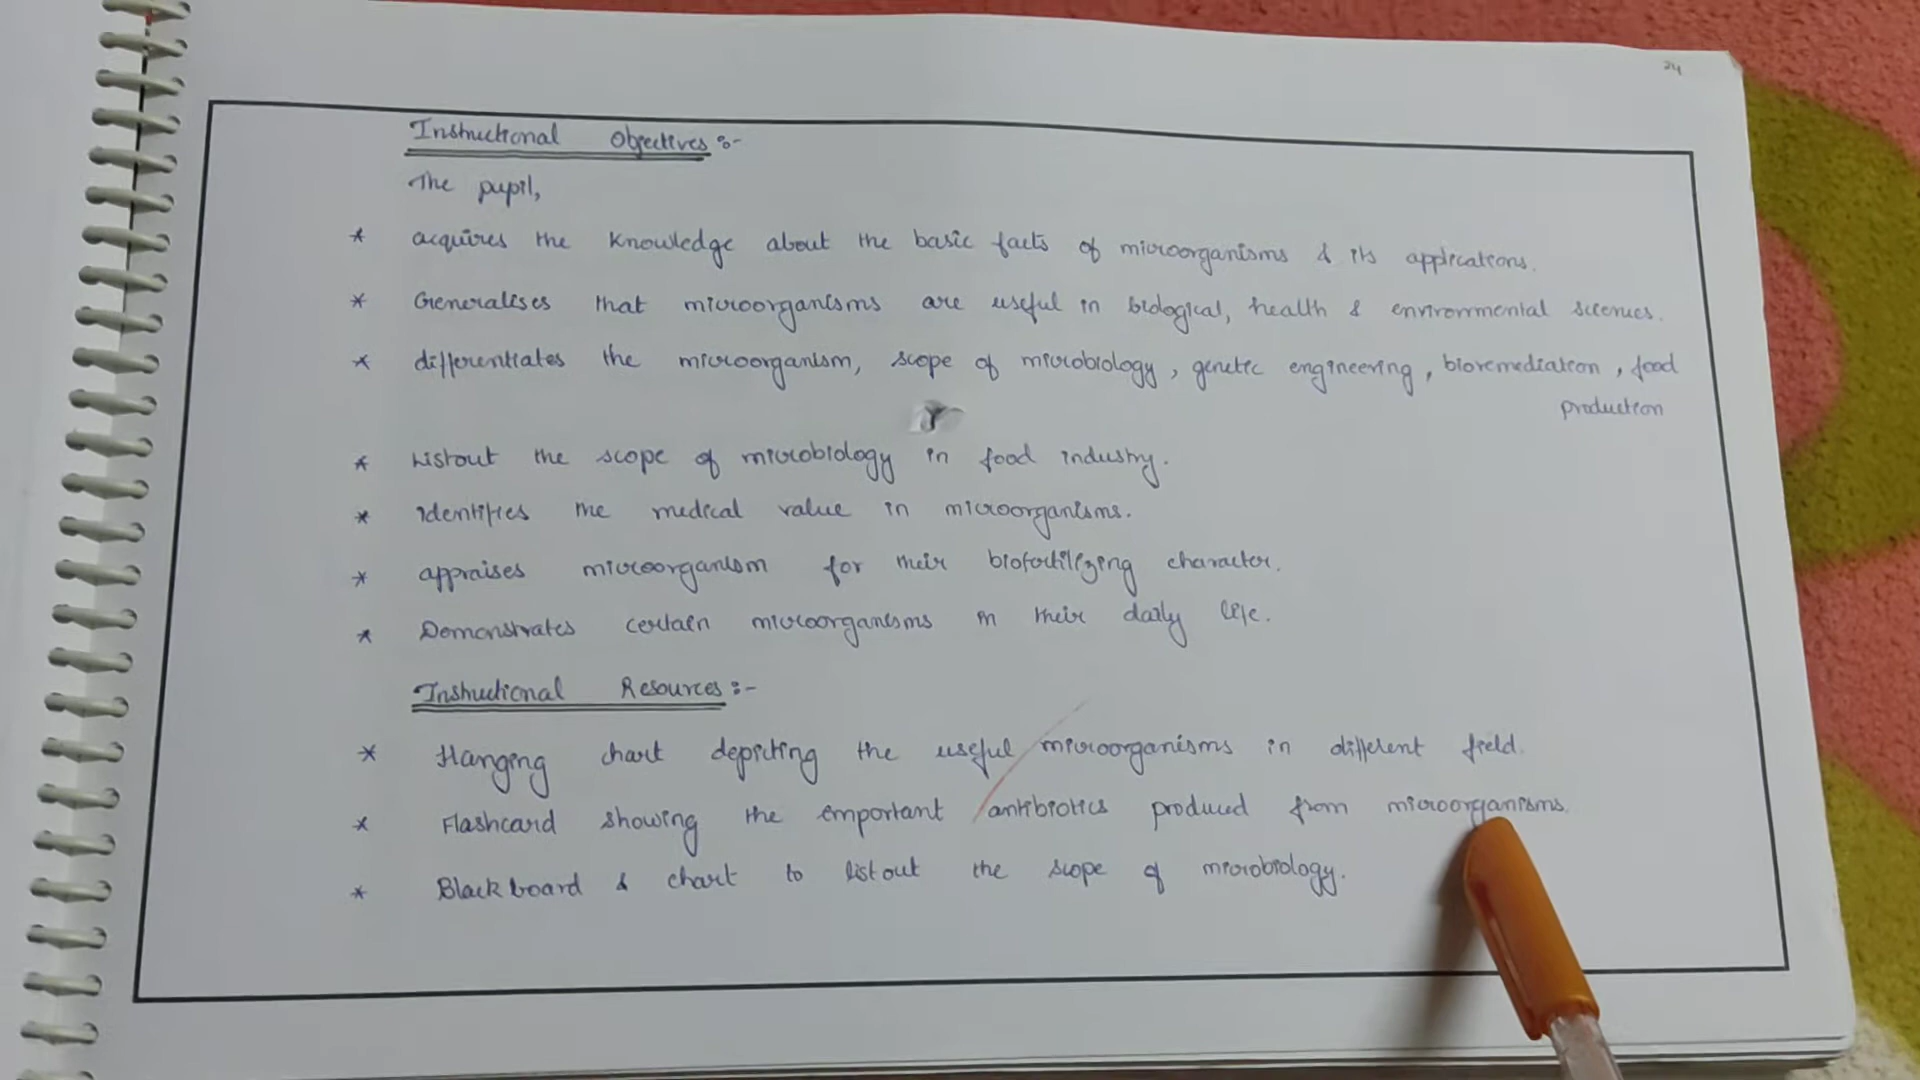 24
Instructional Objectives :-
The pupil,
* acquires the knowledge about the basic facts of microorganisms & its applications.
* Generalises that microorganisms are useful in biological, health & environmental sciences.
* differentiates the microorganism, scope of microbiology, genetic engineering, bioremediation, food
production
* Listout the scope of microbiology in food industry.
* identifies the medical value in microorganisms.
* appraises microorganism for their biofertilizing character.
* Demonstrates certain microorganisms in their daily life.
Instructional Resources :-
* Hanging chart depicting the useful microorganisms in different field.
* Flashcard showing the important antibiotics produced from microorganisms.
* Black board & chart to list out the scope of microbiology.